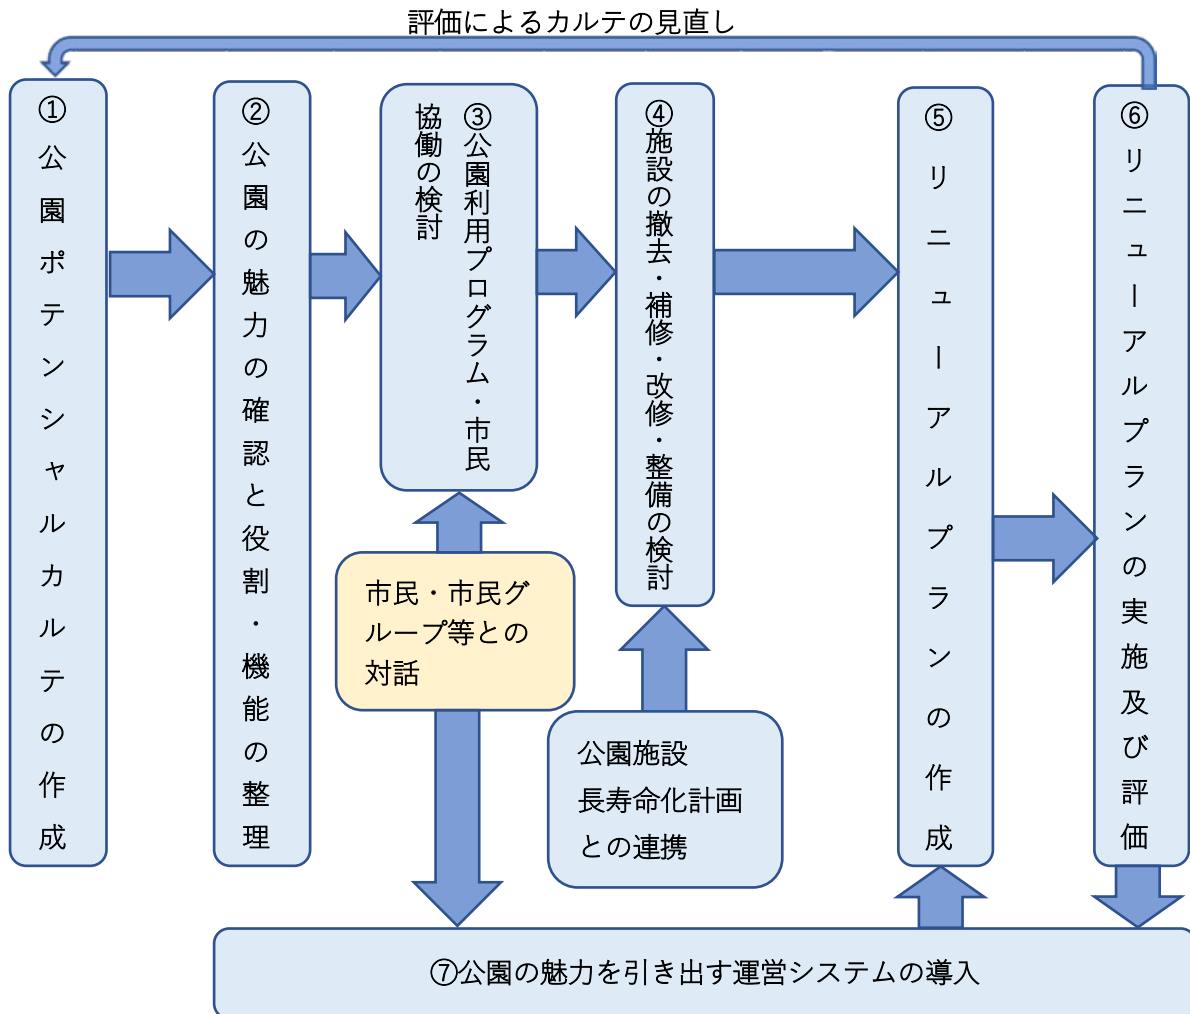 評価によるカルテの見直し
①公園ポテンシャルカルテの作成
②公園の魅力の確認と役割・機能の整理
③公園利用プログラム・市民
協働の検討
④施設の撤去・補修・改修・整備の検討
⑤リニューアルプランの作成
⑥リニューアルプランの実施及び評価
市民・市民グ
ループ等との
対話
公園施設
長寿命化計画
との連携
⑦公園の魅力を引き出す運営システムの導入